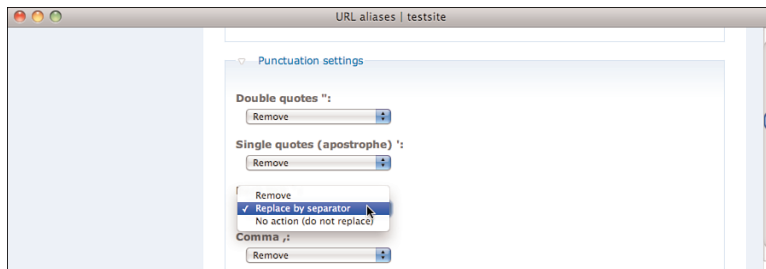 URL aliases | testsite
Punctuation settings
Double quotes ":
Remove
Single quotes (apostrophe) ':
Remove
Remove
✓ Replace by separator
No action (do not replace)
Comma ,:
Remove